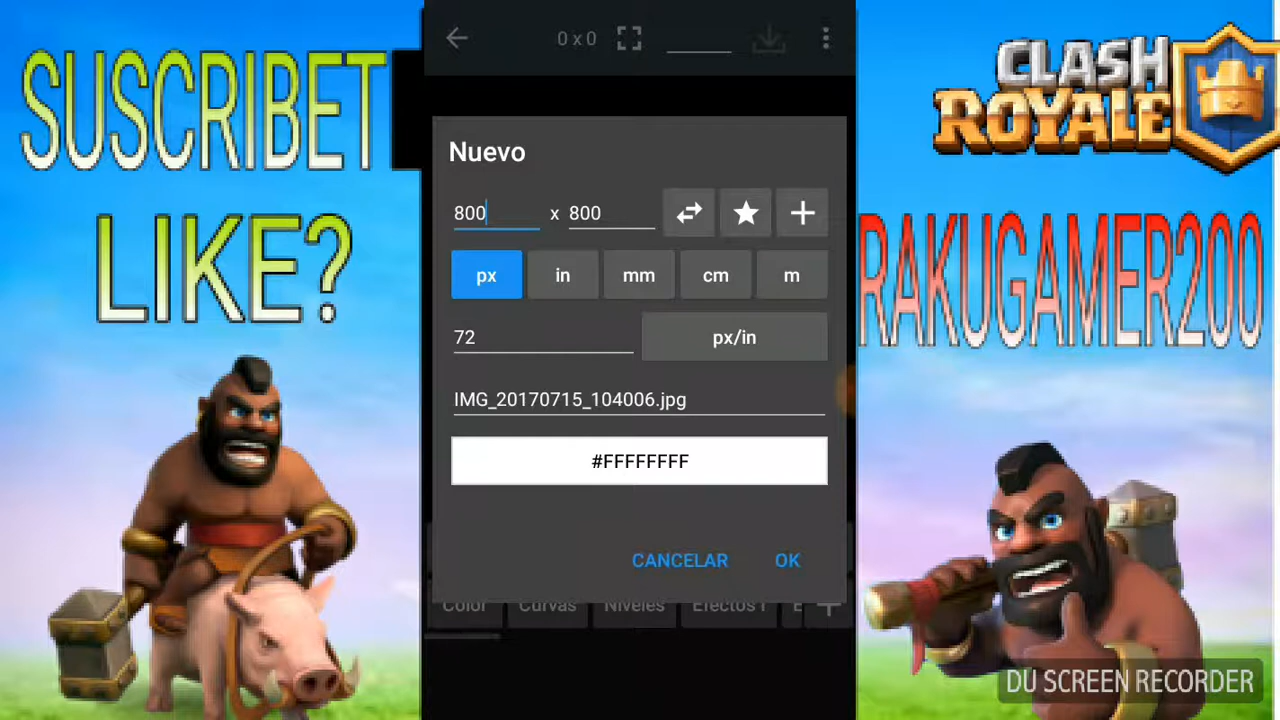 SUSCRIBET
LIKE?
0 x 0
Nuevo
800 x 800
px in mm cm m
72 px/in
IMG_20170715_104006.jpg
#FFFFFFFF
CANCELAR OK
Color Curvas Niveles Efectos I E
CLASH
ROYALE
RAKUGAMER200
DU SCREEN RECORDER